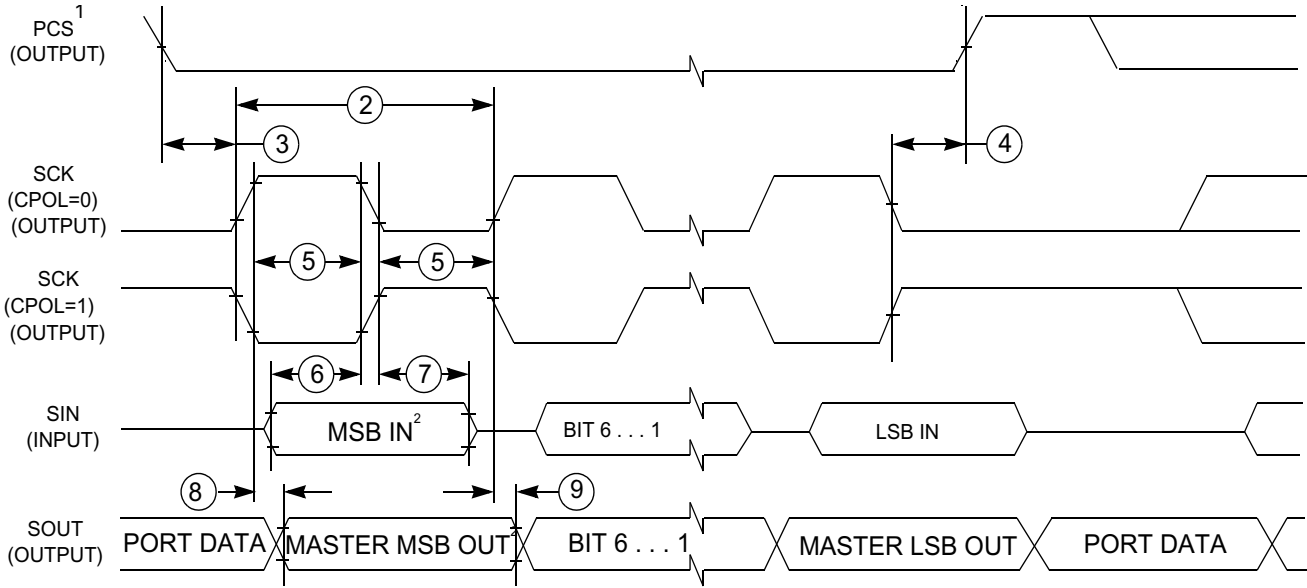 PCS1
(OUTPUT)
2
3
4
SCK
(CPOL=0)
(OUTPUT)
5
5
SCK
(CPOL=1)
(OUTPUT)
6
7
SIN
(INPUT)
MSB IN2
BIT 6 . . . 1
LSB IN
8
9
SOUT
(OUTPUT)
PORT DATA
MASTER MSB OUT2
BIT 6 . . . 1
MASTER LSB OUT
PORT DATA